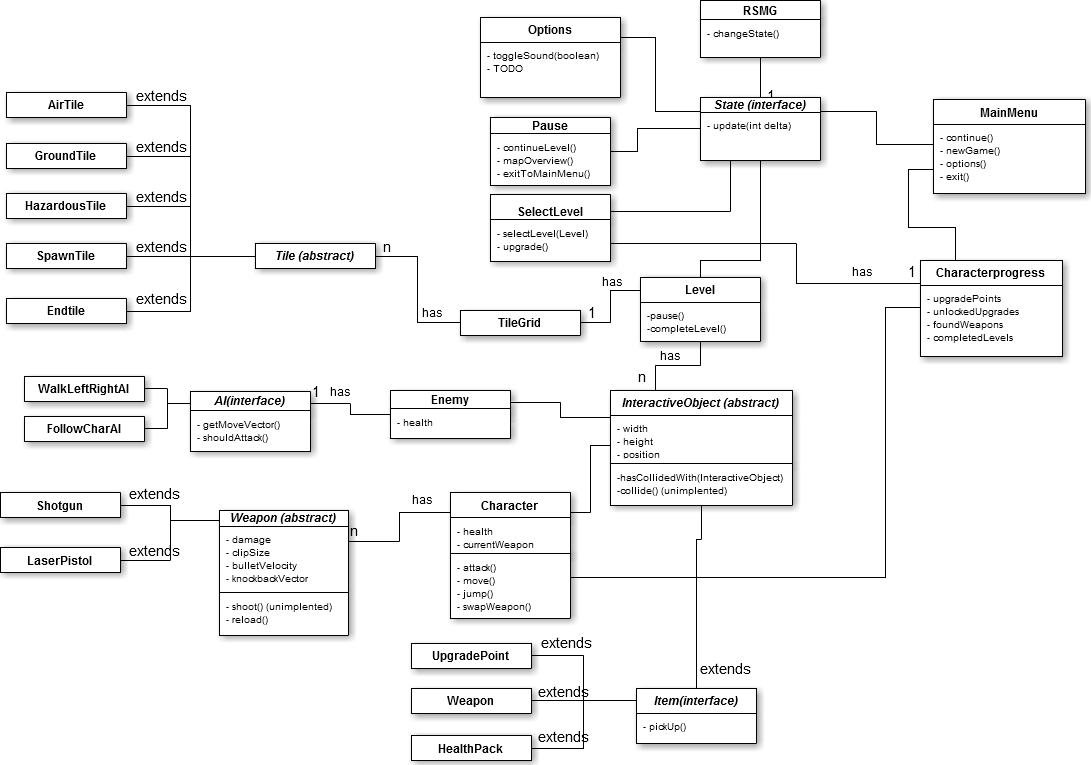 RSMG
- changeState()
Options
- toggleSound(boolean)
- TODO
1
State (interface)
- update(int delta)
Pause
- continueLevel()
- mapOverview()
- exitToMainMenu()
MainMenu
- continue()
- newGame()
- options()
- exit()
SelectLevel
- selectLevel(Level)
- upgrade()
AirTile
extends
GroundTile
extends
HazardousTile
extends
SpawnTile
extends
Endtile
extends
Tile (abstract)
n
has
TileGrid
1
has
Level
-pause()
-completeLevel()
has
1
Characterprogress
- upgradePoints
- unlockedUpgrades
- foundWeapons
- completedLevels
has
n
WalkLeftRightAI
FollowCharAI
AI(interface)
- getMoveVector()
- shouldAttack()
1
has
Enemy
- health
InteractiveObject (abstract)
- width
- height
- position
-hasCollidedWith(InteractiveObject)
-collide() (unimplented)
Shotgun
extends
LaserPistol
extends
Weapon (abstract)
- damage
- clipSize
- bulletVelocity
- knockbackVector
- shoot() (unimplented)
- reload()
n
has
Character
- health
- currentWeapon
- attack()
- move()
- jump()
- swapWeapon()
UpgradePoint
extends
Weapon
extends
HealthPack
extends
extends
Item(interface)
- pickUp()